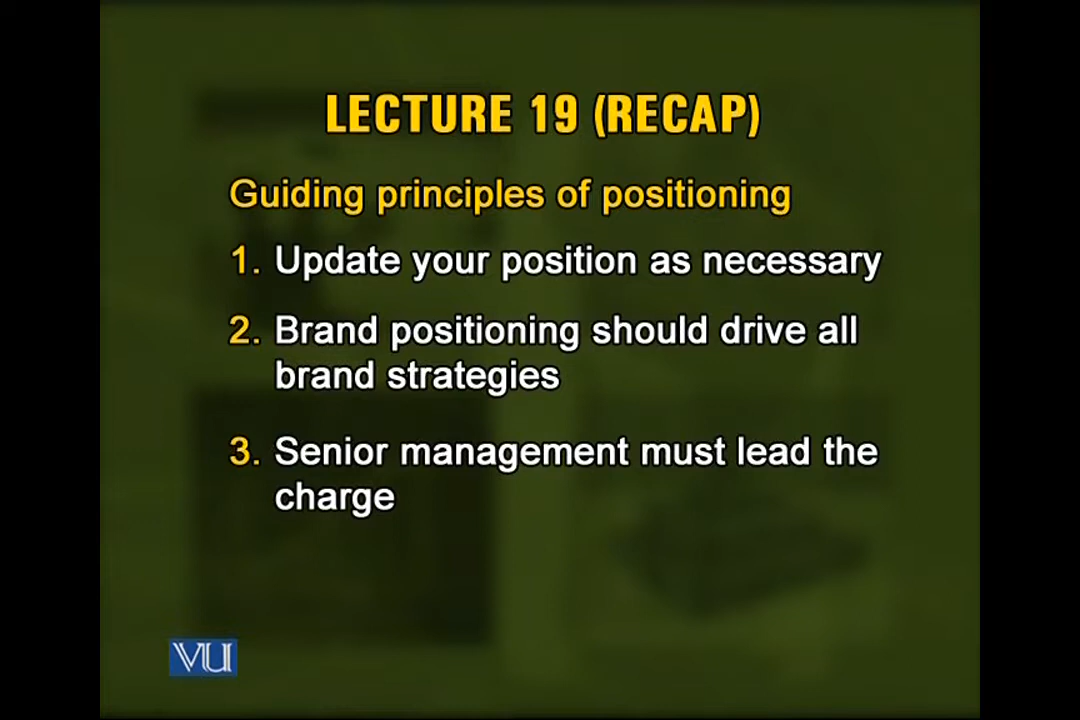 LECTURE 19 (RECAP)
Guiding principles of positioning
1. Update your position as necessary
2. Brand positioning should drive all
brand strategies
3. Senior management must lead the
charge
VU